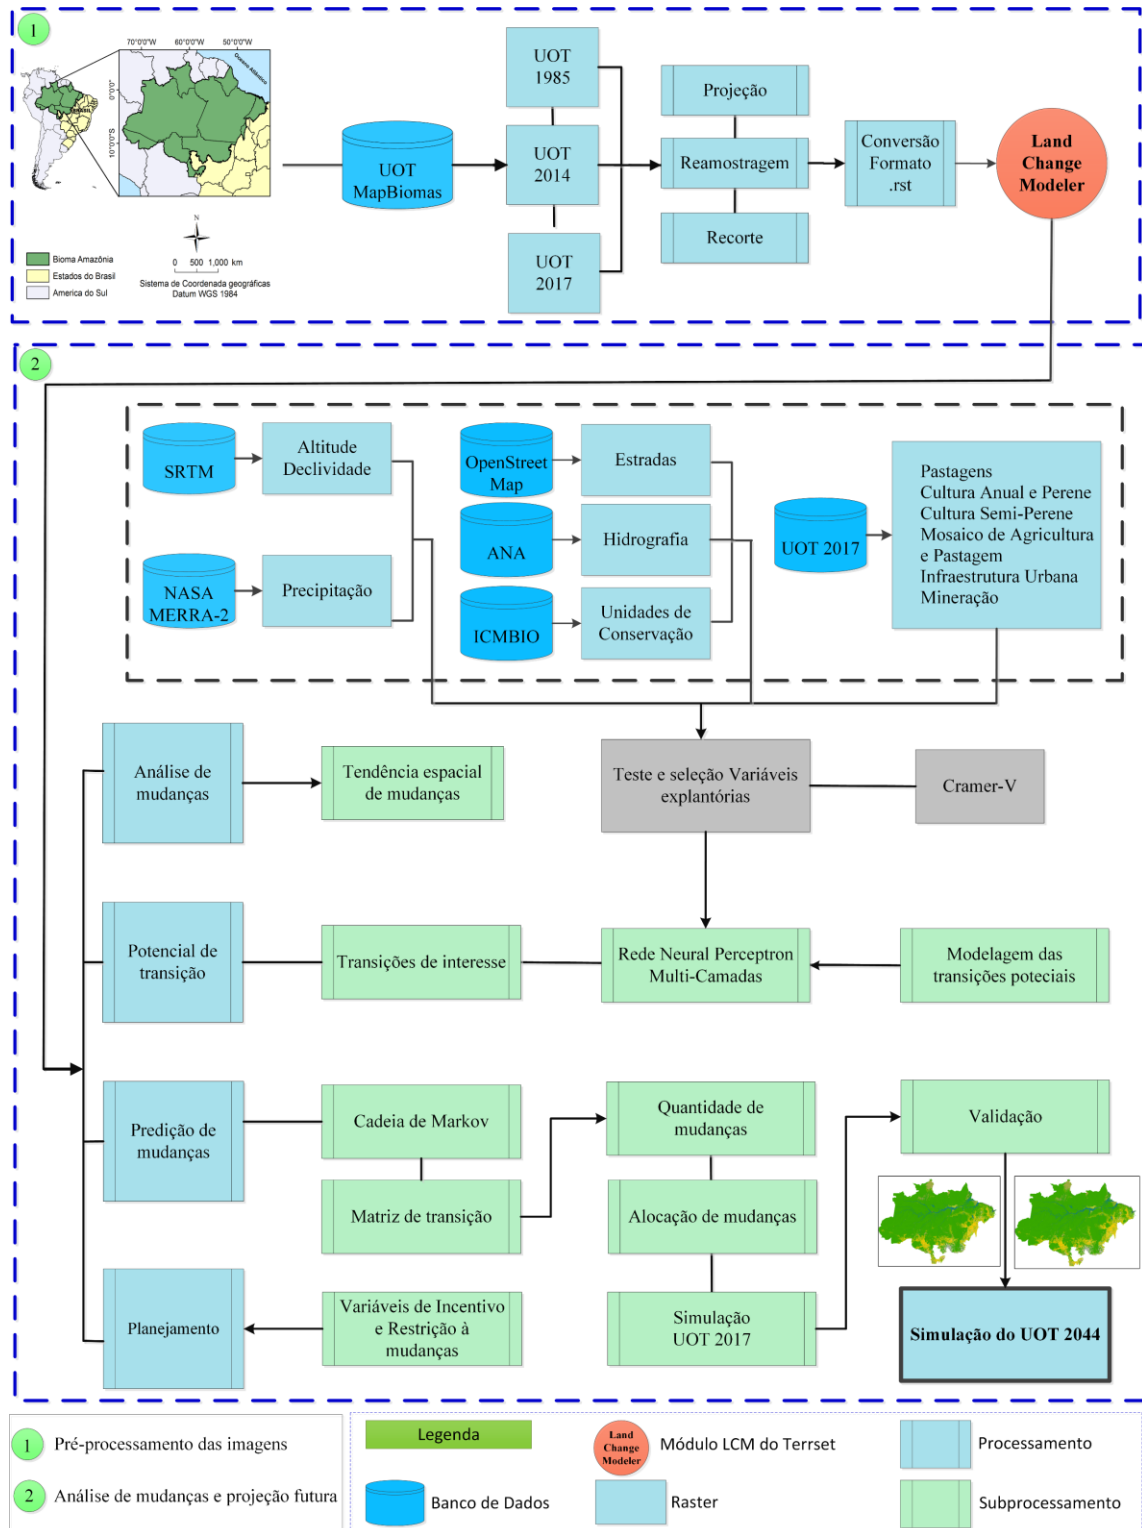 1
70°0'0"W
60°0'0"W
50°0'0"W
0°0'0"
10°0'0"S
Oceano Atlântico
N
0 500 1,000 km
Sistema de Coordenada geográficas
Datum WGS 1984
Bioma Amazônia
Estados do Brasil
America do Sul
UOT
MapBiomas
UOT
1985
UOT
2014
UOT
2017
Projeção
Reamostragem
Recorte
Conversão
Formato
.rst
Land
Change
Modeler
2
SRTM
Altitude
Declividade
NASA
MERRA-2
Precipitação
OpenStreet
Map
Estradas
ANA
Hidrografia
ICMBIO
Unidades de
Conservação
UOT 2017
Pastagens
Cultura Anual e Perene
Cultura Semi-Perene
Mosaico de Agricultura
e Pastagem
Infraestrutura Urbana
Mineração
Análise de
mudanças
Tendência espacial
de mudanças
Teste e seleção Variáveis
explantórias
Cramer-V
Potencial de
transição
Transições de interesse
Rede Neural Perceptron
Multi-Camadas
Modelagem das
transições poteciais
Predição de
mudanças
Cadeia de Markov
Quantidade de
mudanças
Validação
Matriz de transição
Alocação de mudanças
Planejamento
Variáveis de Incentivo
e Restrição à
mudanças
Simulação
UOT 2017
Simulação do UOT 2044
1 Pré-processamento das imagens
2 Análise de mudanças e projeção futura
Legenda
Land
Change
Modeler
Módulo LCM do Terrset
Processamento
Banco de Dados
Raster
Subprocessamento